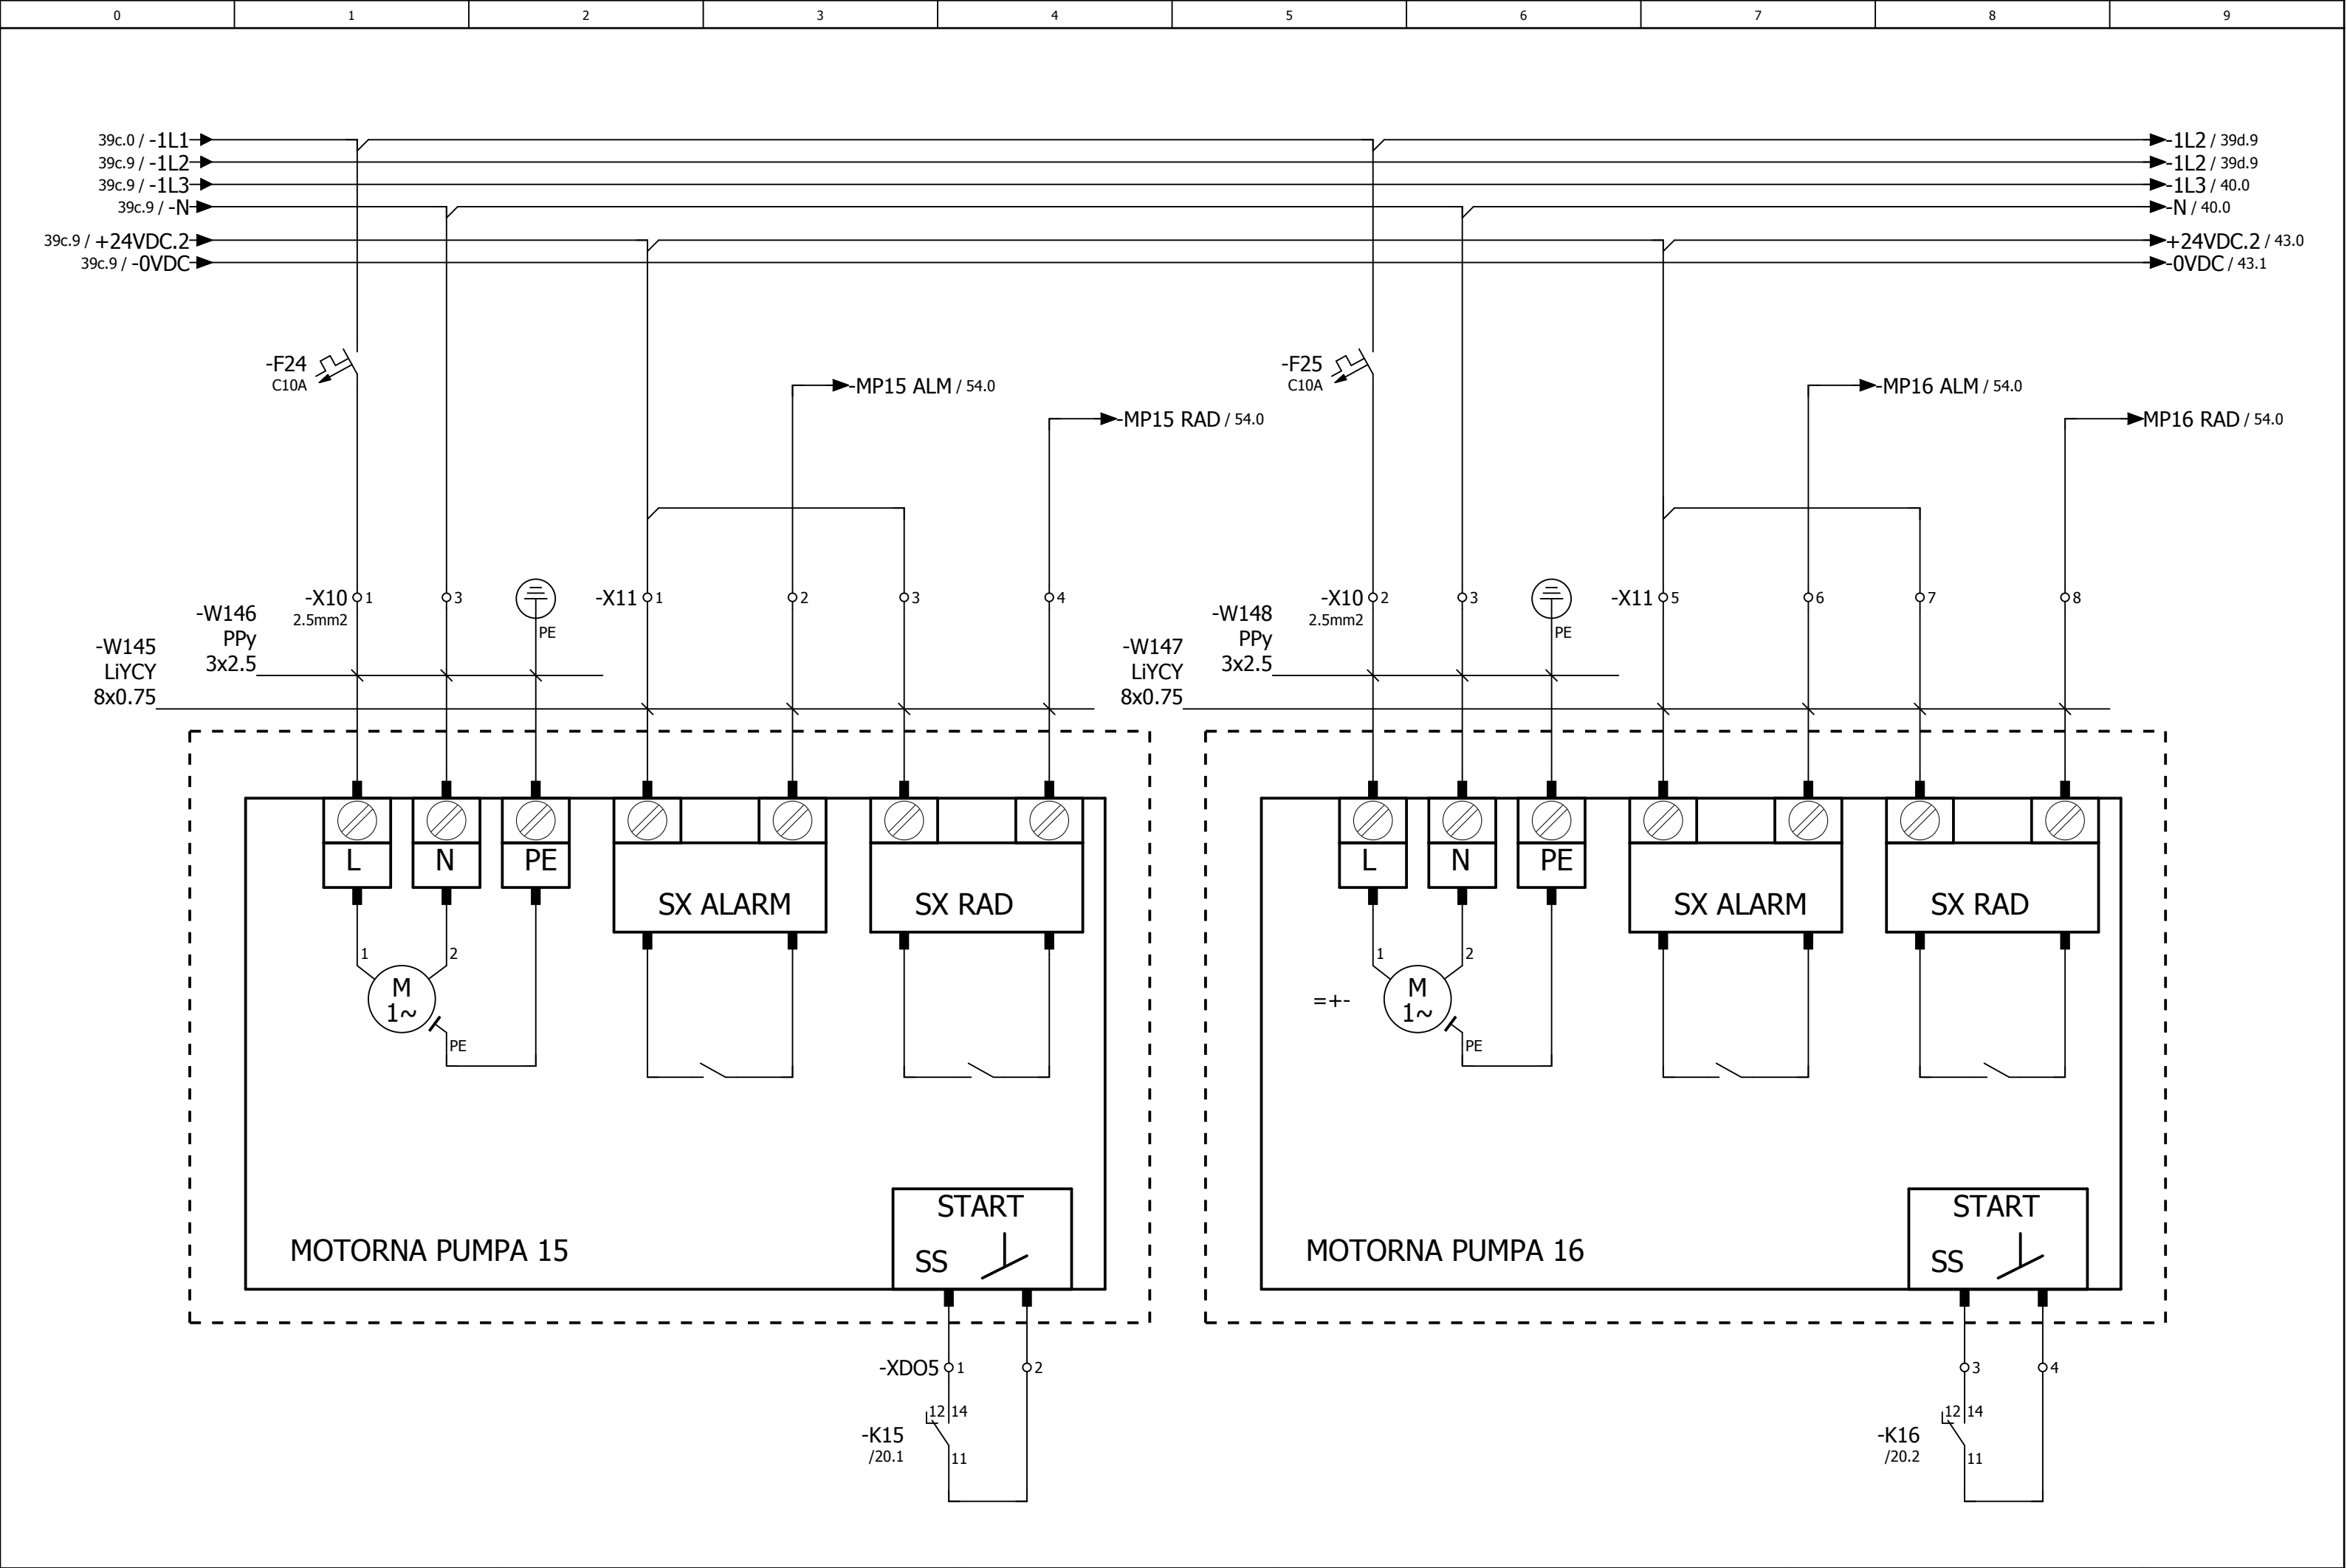 0 1 2 3 4 5 6 7 8 9
39c.0 / -1L1 -1L2 / 39d.9
39c.9 / -1L2 -1L2 / 39d.9
39c.9 / -1L3 -1L3 / 40.0
39c.9 / -N -N / 40.0
39c.9 / +24VDC.2 +24VDC.2 / 43.0
39c.9 / -0VDC -0VDC / 43.1
-F24 -F25
C10A C10A
-MP15 ALM / 54.0 -MP16 ALM / 54.0
-MP15 RAD / 54.0 MP16 RAD / 54.0
-X10 1 3 -X11 1 2 3 4 -X10 2 3 -X11 5 6 7 8
2.5mm2 PE 2.5mm2 PE
-W146 -W148
PPy PPy
3x2.5 3x2.5
-W145 -W147
LiYCY LiYCY
8x0.75 8x0.75
L N PE L N PE
SX ALARM SX RAD SX ALARM SX RAD
1 2 1 2
M M
1~ =+- 1~
PE PE
START START
MOTORNA PUMPA 15 SS MOTORNA PUMPA 16 SS
-XDO5 1 2 3 4
12 14 12 14
-K15 -K16
/20.1 11 /20.2 11